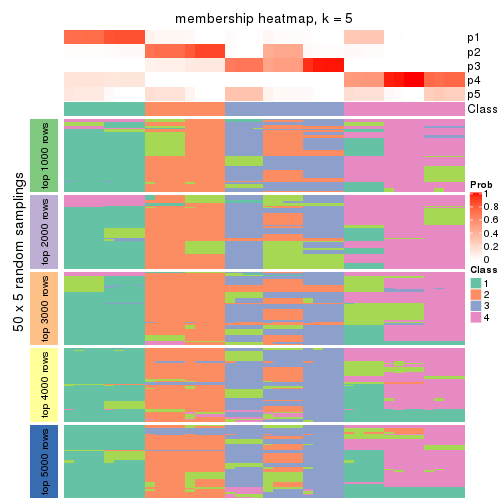 membership heatmap, k = 5
p1
p2
p3
p4
p5
Class
50 x 5 random samplings
top 1000 rows
top 2000 rows
top 3000 rows
top 4000 rows
top 5000 rows
Prob
1
0.8
0.6
0.4
0.2
0
Class
1
2
3
4